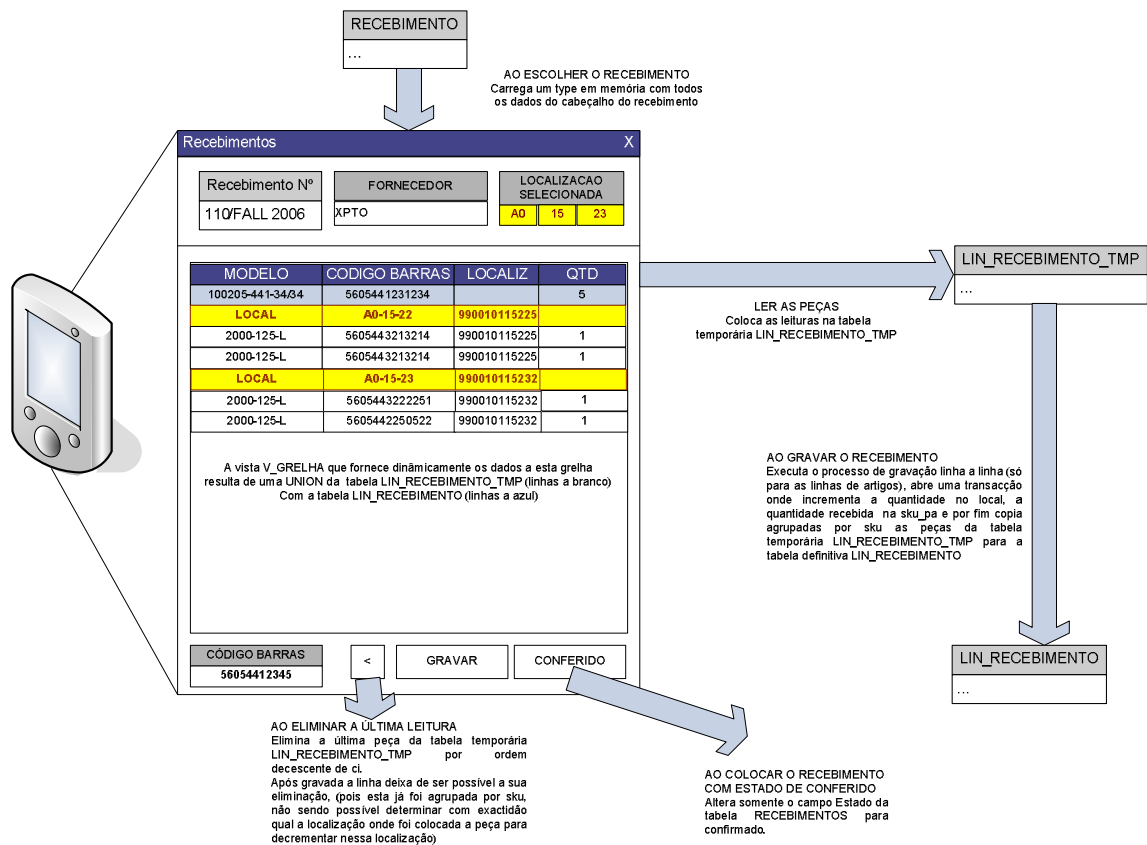 RECEBIMENTO
...
AO ESCOLHER O RECEBIMENTO
Carrega um type em memória com todos
os dados do cabeçalho do recebimento
Recebimentos X
Recebimento Nº
110/FALL 2006
FORNECEDOR
XPTO
LOCALIZACAO
SELECIONADA
A0 15 23
MODELO CODIGO BARRAS LOCALIZ QTD
100205-441-34/34 5605441231234 5
LOCAL A0-15-22 990010115225
2000-125-L 5605443213214 990010115225 1
2000-125-L 5605443213214 990010115225 1
LOCAL A0-15-23 990010115232
2000-125-L 5605443222251 990010115232 1
2000-125-L 5605442250522 990010115232 1
A vista V_GRELHA que fornece dinâmicamente os dados a esta grelha
resulta de uma UNION da tabela LIN_RECEBIMENTO_TMP (linhas a branco)
Com a tabela LIN_RECEBIMENTO (linhas a azul)
CÓDIGO BARRAS
56054412345
<
GRAVAR
CONFERIDO
LIN_RECEBIMENTO_TMP
...
LER AS PEÇAS
Coloca as leituras na tabela
temporária LIN_RECEBIMENTO_TMP
AO GRAVAR O RECEBIMENTO
Executa o processo de gravação linha a linha (só
para as linhas de artigos), abre uma transacção
onde incrementa a quantidade no local, a
quantidade recebida na sku_pa e por fim copia
agrupadas por sku as peças da tabela
temporária LIN_RECEBIMENTO_TMP para a
tabela definitiva LIN_RECEBIMENTO
LIN_RECEBIMENTO
...
AO ELIMINAR A ÚLTIMA LEITURA
Elimina a última peça da tabela temporária
LIN_RECEBIMENTO_TMP por ordem
decescente de ci.
Após gravada a linha deixa de ser possível a sua
eliminação, (pois esta já foi agrupada por sku,
não sendo possível determinar com exactidão
qual a localização onde foi colocada a peça para
decrementar nessa localização)
AO COLOCAR O RECEBIMENTO
COM ESTADO DE CONFERIDO
Altera somente o campo Estado da
tabela RECEBIMENTOS para
confirmado.